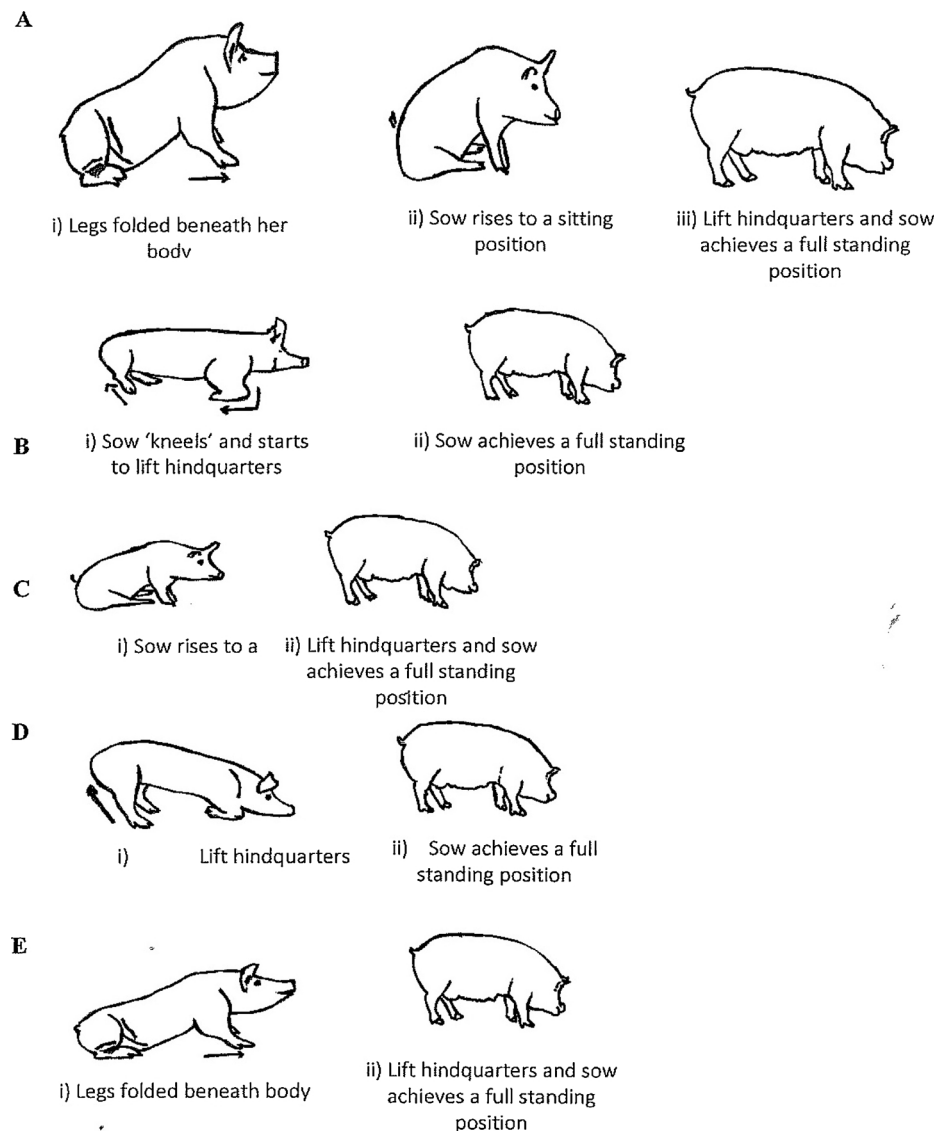 A
i) Legs folded beneath her
body
ii) Sow rises to a sitting
position
iii) Lift hindquarters and sow
achieves a full standing
position
B
i) Sow ‘kneels’ and starts
to lift hindquarters
ii) Sow achieves a full standing
position
C
i) Sow rises to a
ii) Lift hindquarters and sow
achieves a full standing
position
D
i) Lift hindquarters
ii) Sow achieves a full
standing position
E
i) Legs folded beneath body
ii) Lift hindquarters and sow
achieves a full standing
position